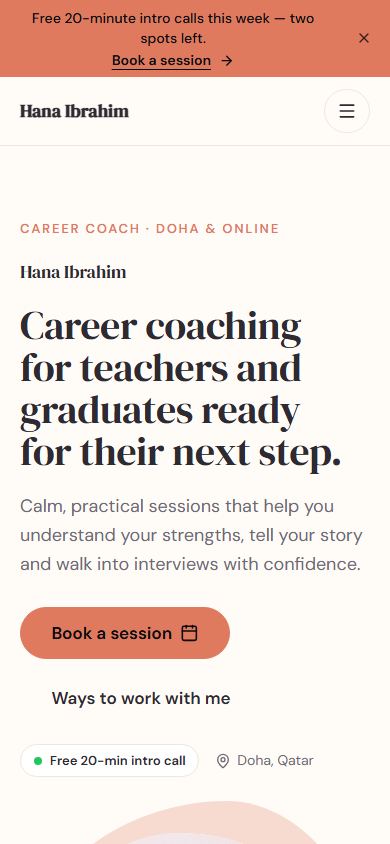 Free 20-minute intro calls this week — two
spots left.
Book a session
Hana Ibrahim
CAREER COACH · DOHA & ONLINE
Hana Ibrahim
Career coaching
for teachers and
graduates ready
for their next step.
Calm, practical sessions that help you
understand your strengths, tell your story
and walk into interviews with confidence.
Book a session
Ways to work with me
Free 20-min intro call
Doha, Qatar